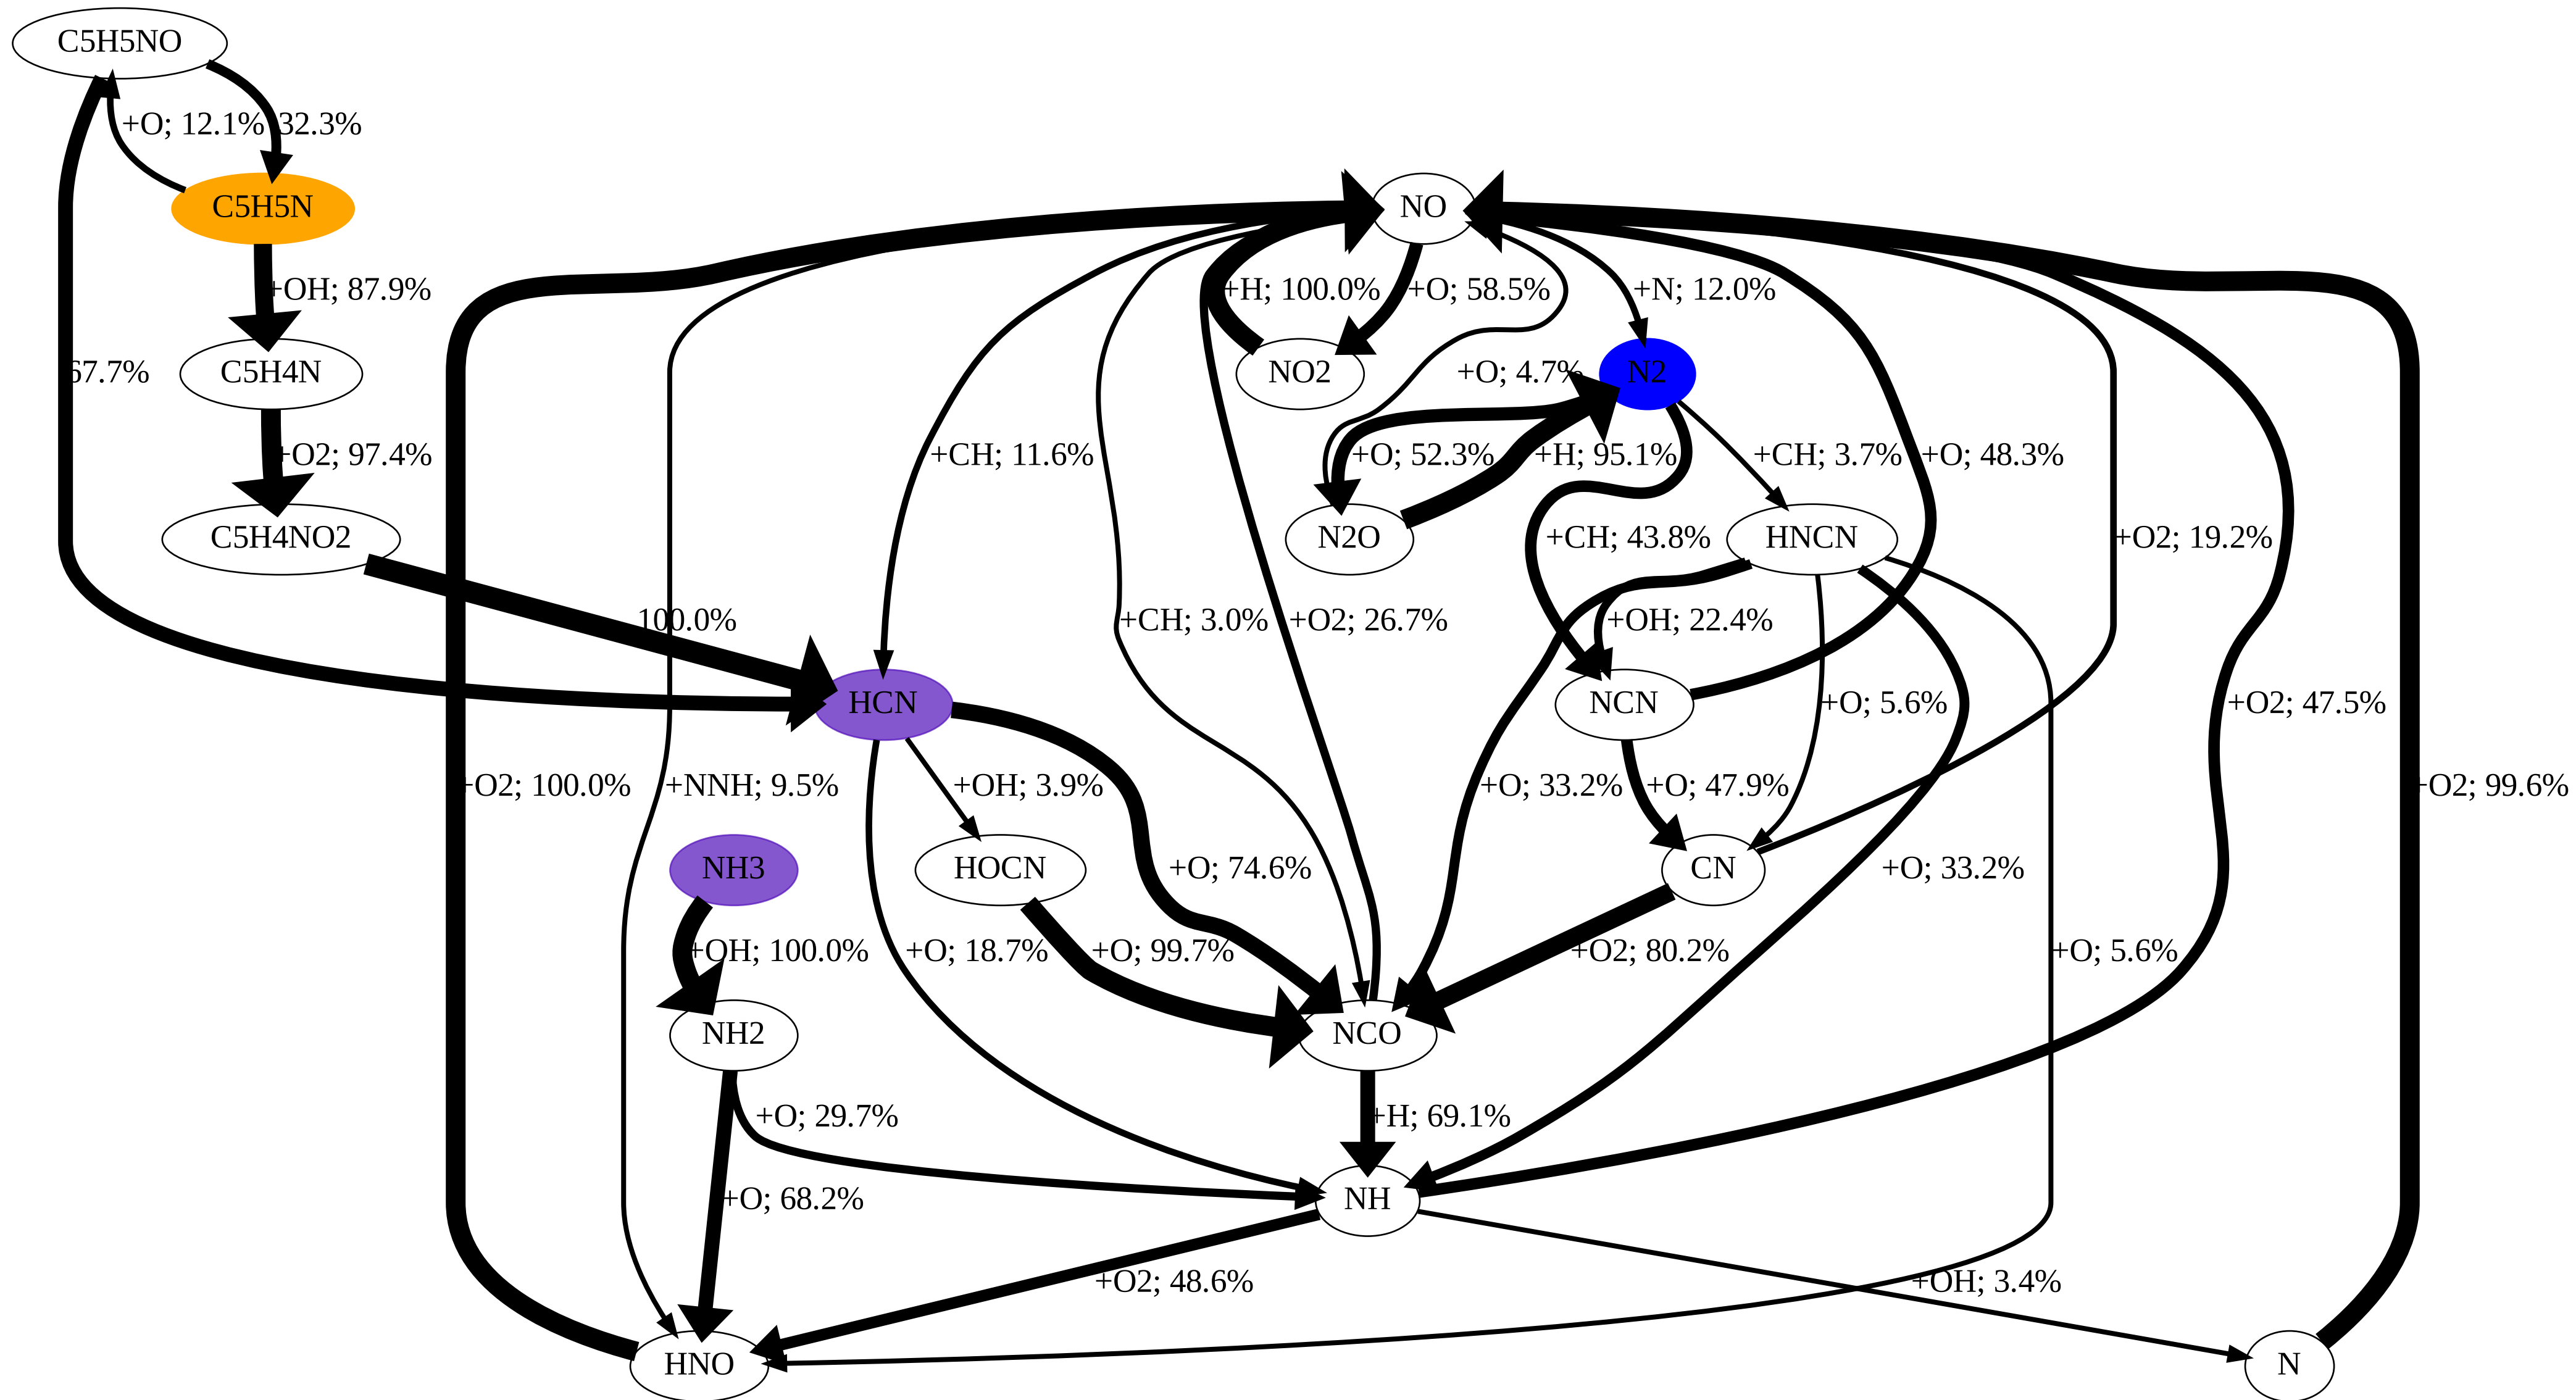 C5H5NO
+O; 12.1%
32.3%
C5H5N
NO
+OH; 87.9%
+H; 100.0%
+O; 58.5%
+N; 12.0%
67.7%
C5H4N
NO2
+O; 4.7%
N2
+O2; 97.4%
+CH; 11.6%
+O; 52.3%
+H; 95.1%
+CH; 3.7%
+O; 48.3%
C5H4NO2
N2O
+CH; 43.8%
HNCN
+O2; 19.2%
100.0%
+CH; 3.0%
+O2; 26.7%
+OH; 22.4%
HCN
NCN
+O; 5.6%
+O2; 47.5%
+O2; 100.0%
+NNH; 9.5%
+OH; 3.9%
+O; 33.2%
+O; 47.9%
+O2; 99.6%
NH3
HOCN
+O; 74.6%
CN
+O; 33.2%
+OH; 100.0%
+O; 18.7%
+O; 99.7%
+O2; 80.2%
+O; 5.6%
NH2
NCO
+O; 29.7%
+H; 69.1%
+O; 68.2%
NH
+O2; 48.6%
+OH; 3.4%
HNO
N